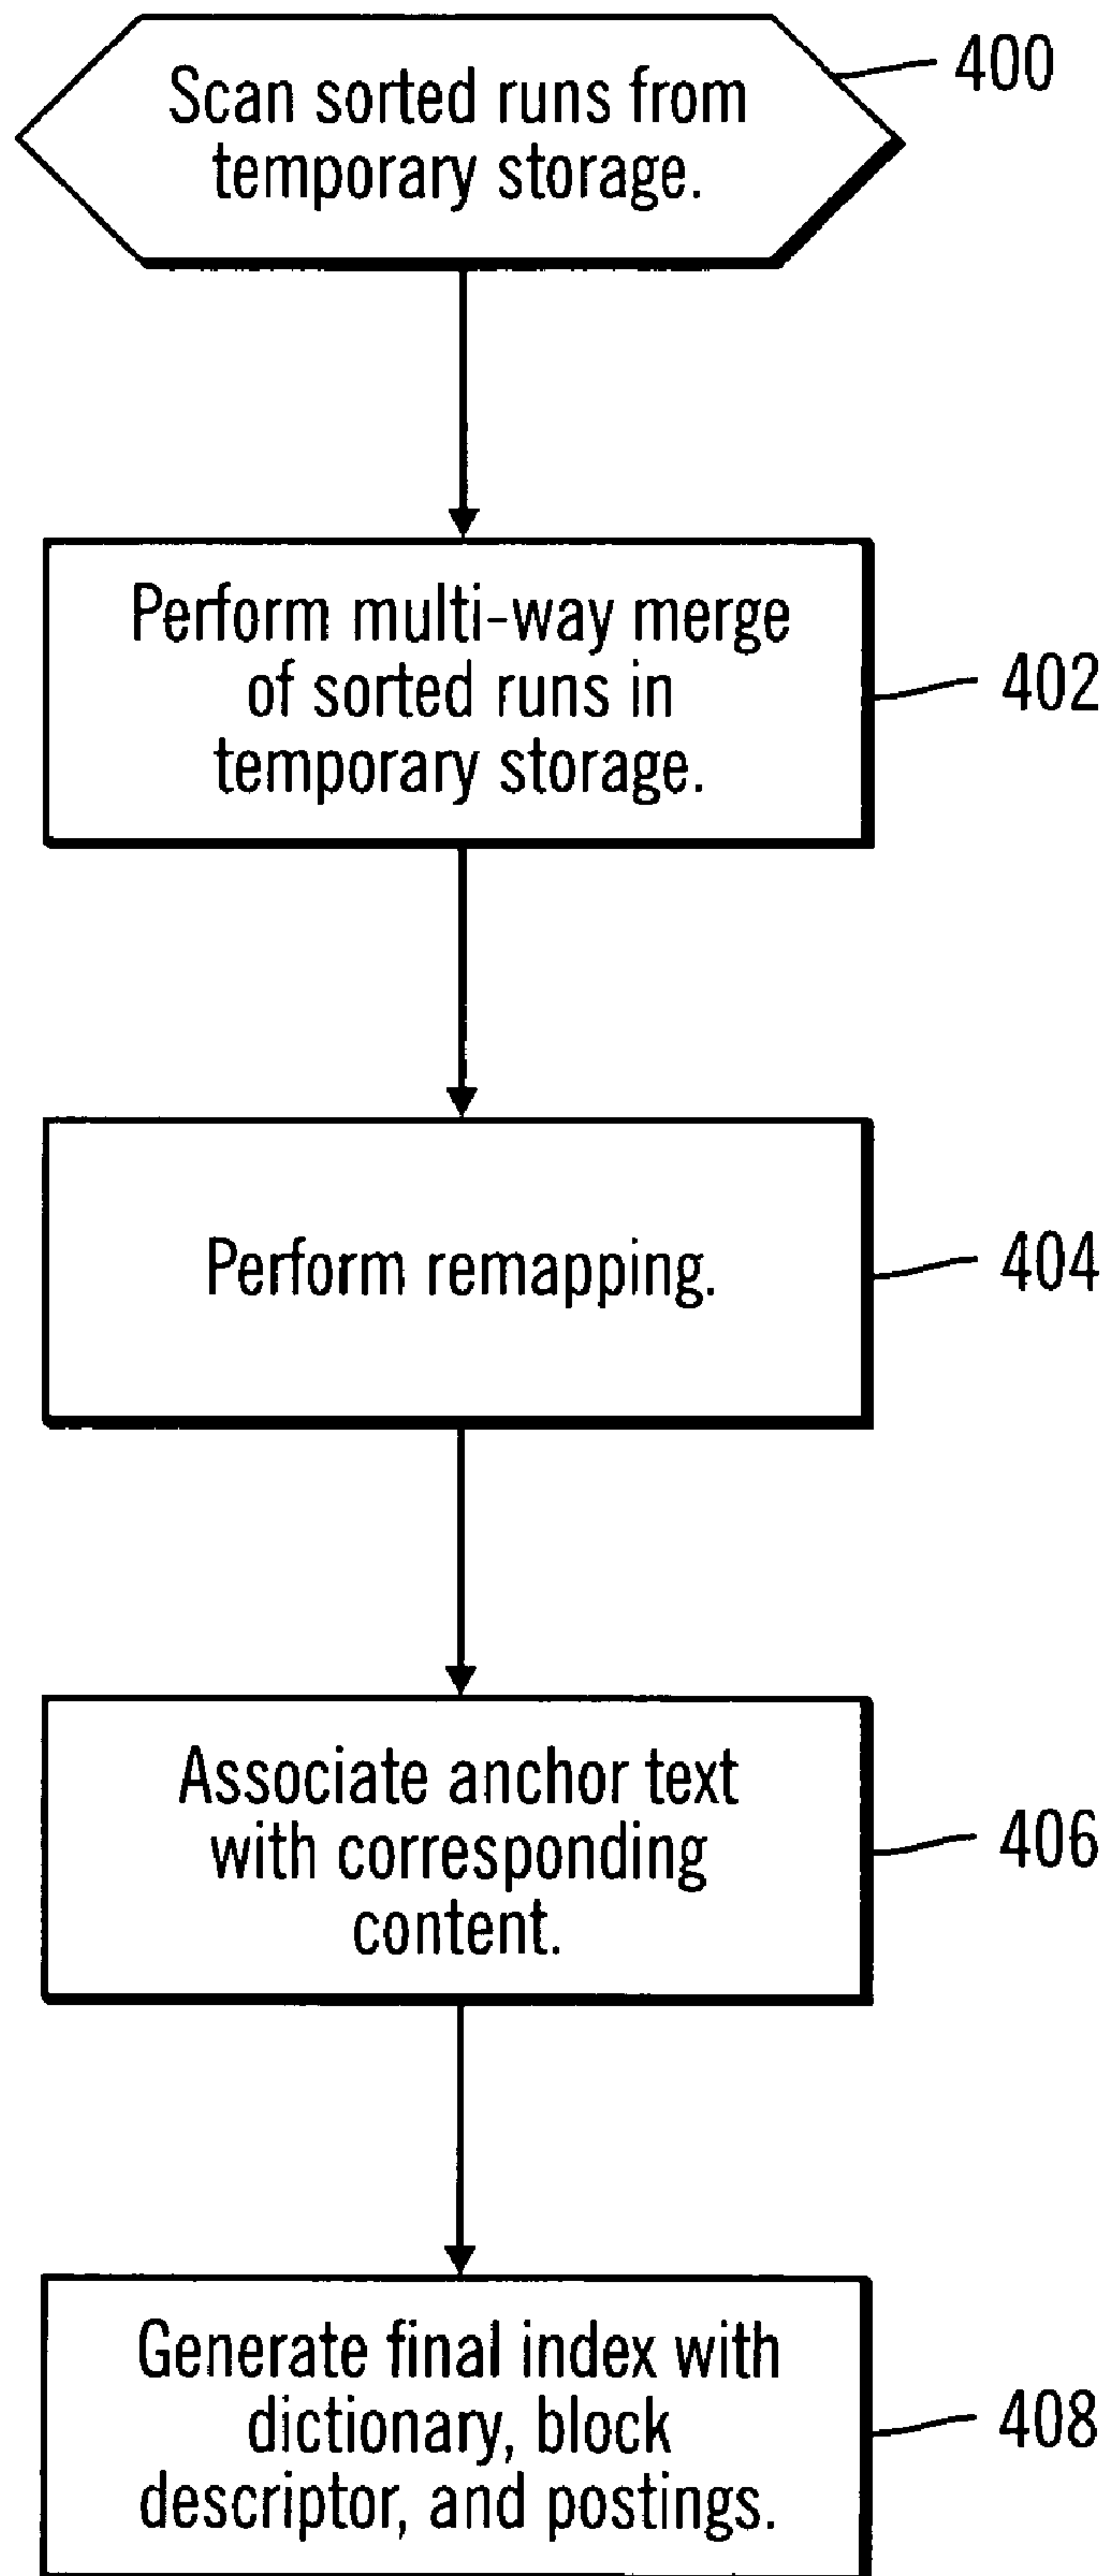 Scan sorted runs from
temporary storage.
400
Perform multi-way merge
of sorted runs in
temporary storage.
402
Perform remapping.
404
Associate anchor text
with corresponding
content.
406
Generate final index with
dictionary, block
descriptor, and postings.
408